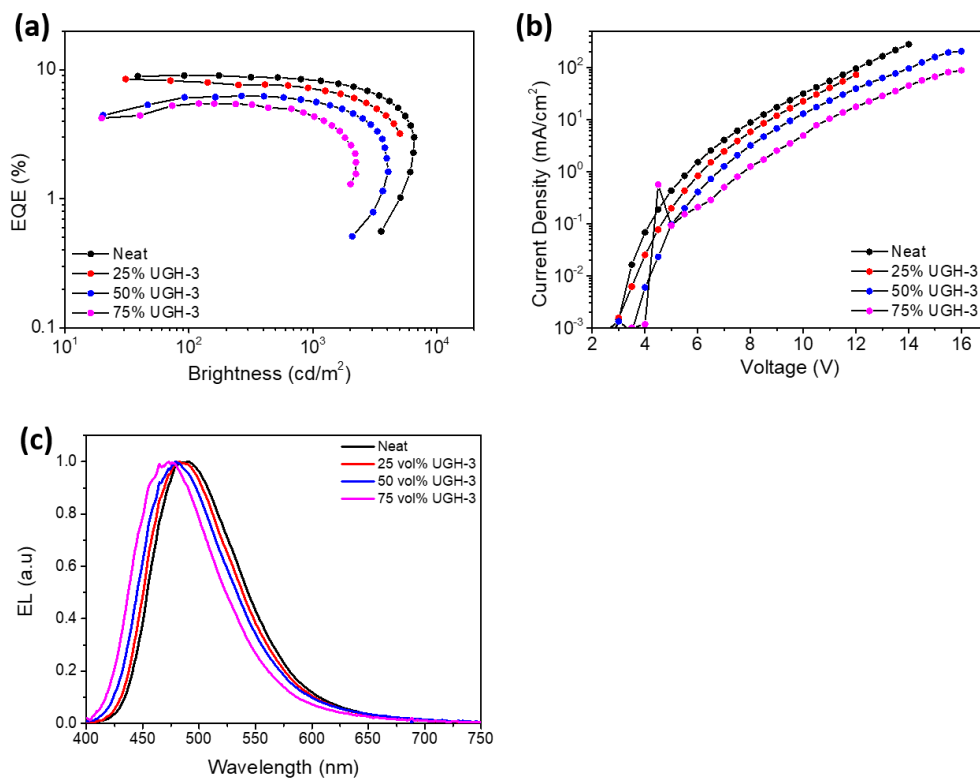 (a)
10
1
0.1
EQE (%)
Neat
25% UGH-3
50% UGH-3
75% UGH-3
10¹
10²
10³
10⁴
Brightness (cd/m²)
(b)
10²
10¹
10⁰
10⁻¹
10⁻²
10⁻³
Current Density (mA/cm²)
Neat
25% UGH-3
50% UGH-3
75% UGH-3
2 4 6 8 10 12 14 16
Voltage (V)
(c)
1.0
0.8
0.6
0.4
0.2
0.0
EL (a.u)
Neat
25 vol% UGH-3
50 vol% UGH-3
75 vol% UGH-3
400 450 500 550 600 650 700 750
Wavelength (nm)